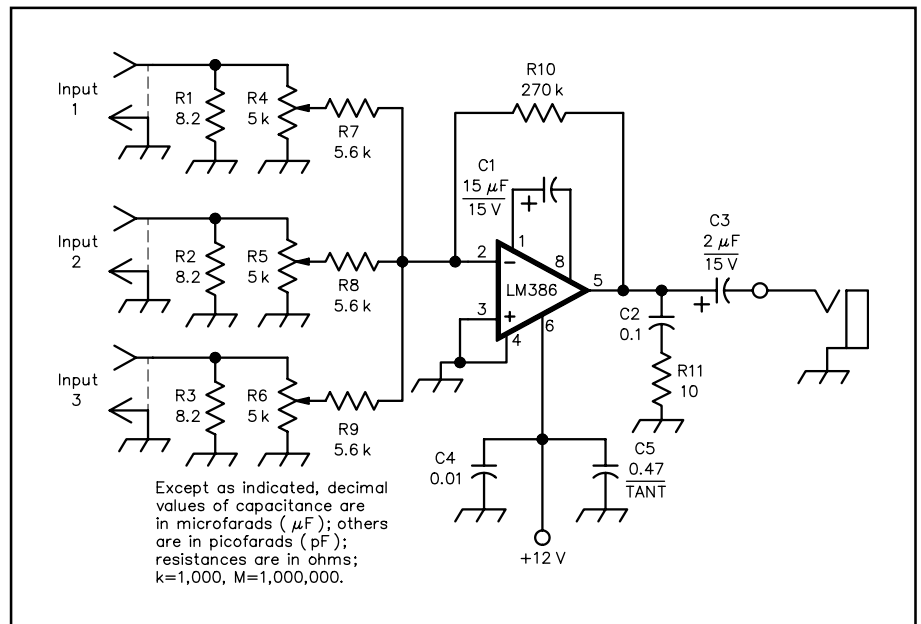 Input
1
R1
8.2
R4
5 k
R7
5.6 k
R10
270 k
C1
15 μF
15 V
+
1
8
Input
2
R2
8.2
R5
5 k
R8
5.6 k
2
−
LM386
3
+
4
5
6
C3
2 μF
15 V
+
C2
0.1
R11
10
Input
3
R3
8.2
R6
5 k
R9
5.6 k
C4
0.01
C5
0.47
TANT
+12 V
Except as indicated, decimal
values of capacitance are
in microfarads ( μF ); others
are in picofarads ( pF );
resistances are in ohms;
k=1,000, M=1,000,000.